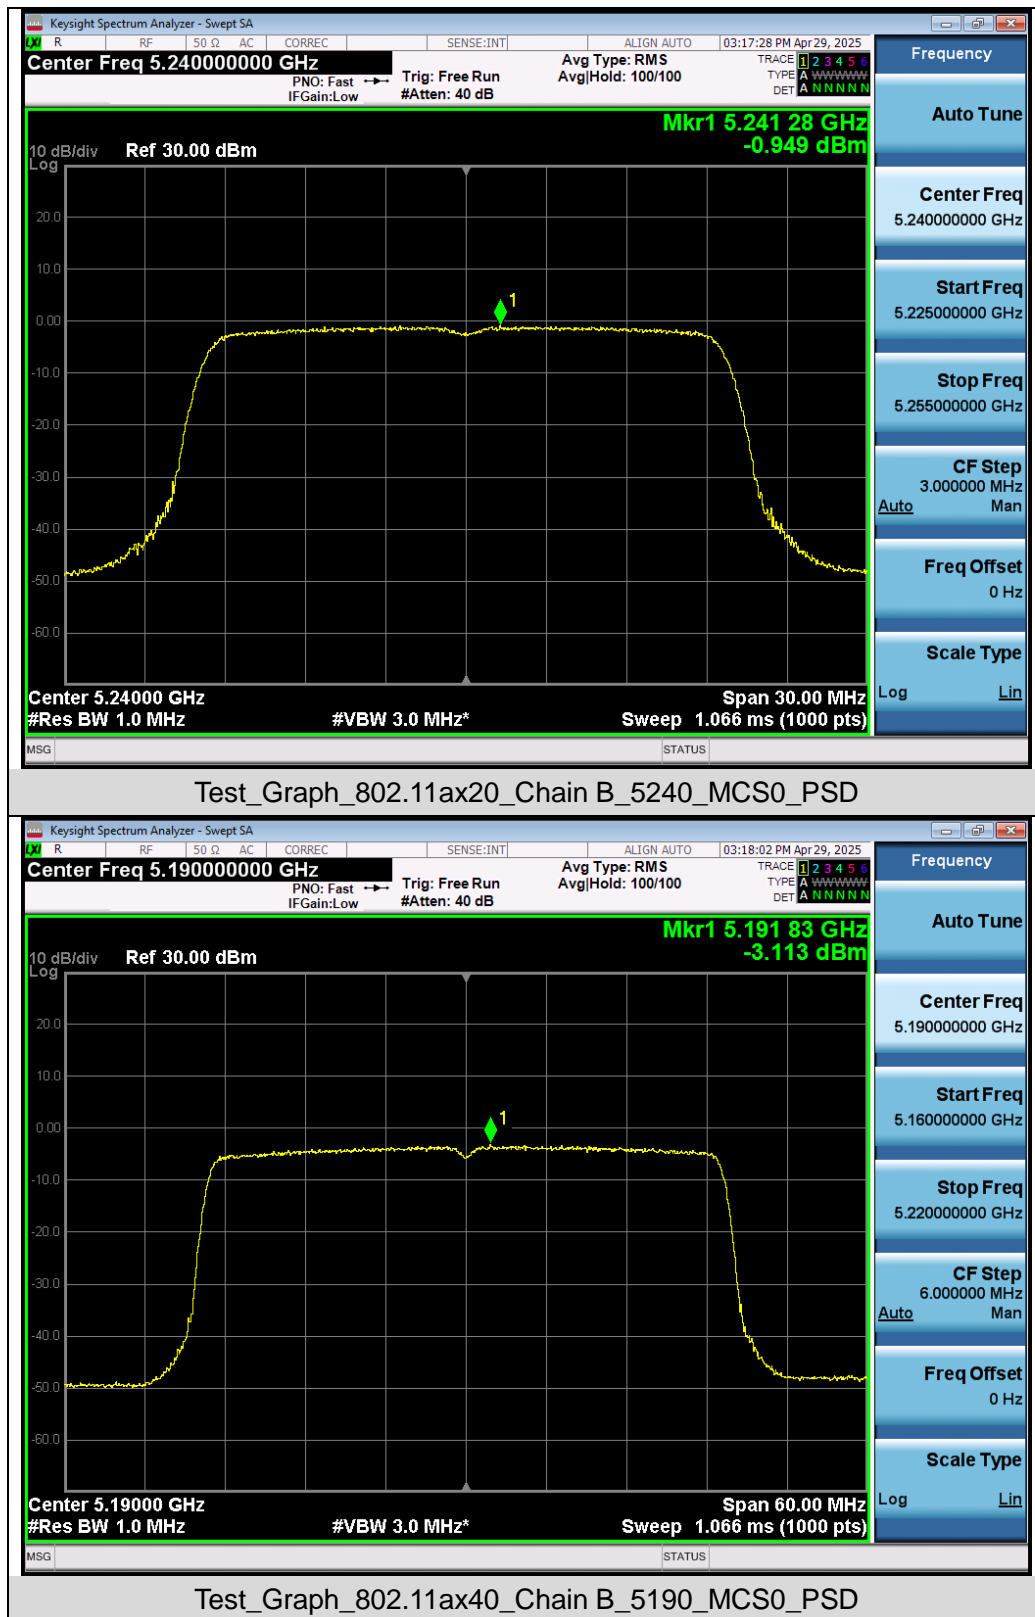 Keysight Spectrum Analyzer - Swept SA
LXI R RF 50 Ω AC CORREC SENSE:INT ALIGN AUTO 03:17:28 PM Apr 29, 2025
Center Freq 5.240000000 GHz
PNO: Fast
IFGain:Low
Trig: Free Run
#Atten: 40 dB
Avg Type: RMS
Avg|Hold: 100/100
TRACE 1 2 3 4 5 6
TYPE A WWWWW
DET A N N N N N
Mkr1 5.241 28 GHz
-0.949 dBm
10 dB/div Ref 30.00 dBm
Log
20.0
10.0
0.00
-10.0
-20.0
-30.0
-40.0
-50.0
-60.0
1
Center 5.24000 GHz Span 30.00 MHz
#Res BW 1.0 MHz #VBW 3.0 MHz* Sweep 1.066 ms (1000 pts)
MSG STATUS
Frequency
Auto Tune
Center Freq
5.240000000 GHz
Start Freq
5.225000000 GHz
Stop Freq
5.255000000 GHz
CF Step
3.000000 MHz
Auto Man
Freq Offset
0 Hz
Scale Type
Log Lin
Test_Graph_802.11ax20_Chain B_5240_MCS0_PSD
Keysight Spectrum Analyzer - Swept SA
LXI R RF 50 Ω AC CORREC SENSE:INT ALIGN AUTO 03:18:02 PM Apr 29, 2025
Center Freq 5.190000000 GHz
PNO: Fast
IFGain:Low
Trig: Free Run
#Atten: 40 dB
Avg Type: RMS
Avg|Hold: 100/100
TRACE 1 2 3 4 5 6
TYPE A WWWWW
DET A N N N N N
Mkr1 5.191 83 GHz
-3.113 dBm
10 dB/div Ref 30.00 dBm
Log
20.0
10.0
0.00
-10.0
-20.0
-30.0
-40.0
-50.0
-60.0
1
Center 5.19000 GHz Span 60.00 MHz
#Res BW 1.0 MHz #VBW 3.0 MHz* Sweep 1.066 ms (1000 pts)
MSG STATUS
Frequency
Auto Tune
Center Freq
5.190000000 GHz
Start Freq
5.160000000 GHz
Stop Freq
5.220000000 GHz
CF Step
6.000000 MHz
Auto Man
Freq Offset
0 Hz
Scale Type
Log Lin
Test_Graph_802.11ax40_Chain B_5190_MCS0_PSD